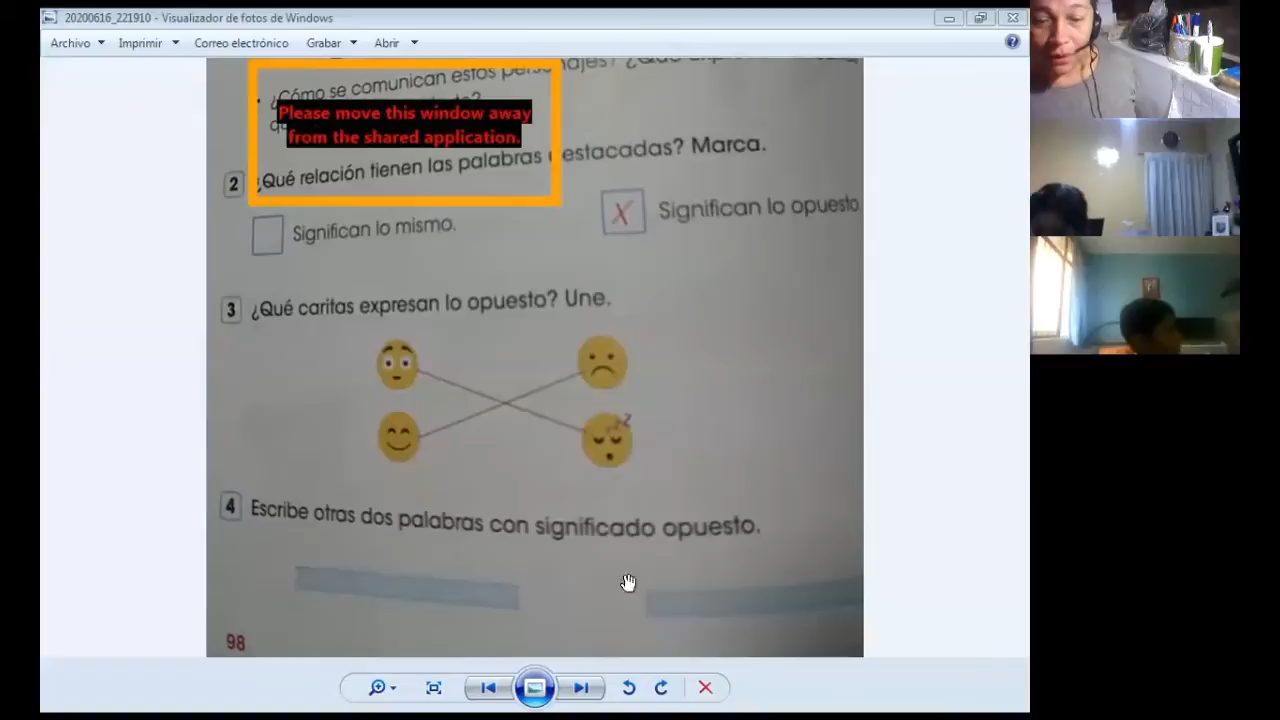 20200616_221910 - Visualizador de fotos de Windows
Archivo Imprimir Correo electrónico Grabar Abrir
¿Cómo se comunican estos personajes?
Please move this window away
from the shared application.
2 ¿Qué relación tienen las palabras destacadas? Marca.
Significan lo mismo.
X Significan lo opuesto
3 ¿Qué caritas expresan lo opuesto? Une.
4 Escribe otras dos palabras con significado opuesto.
98